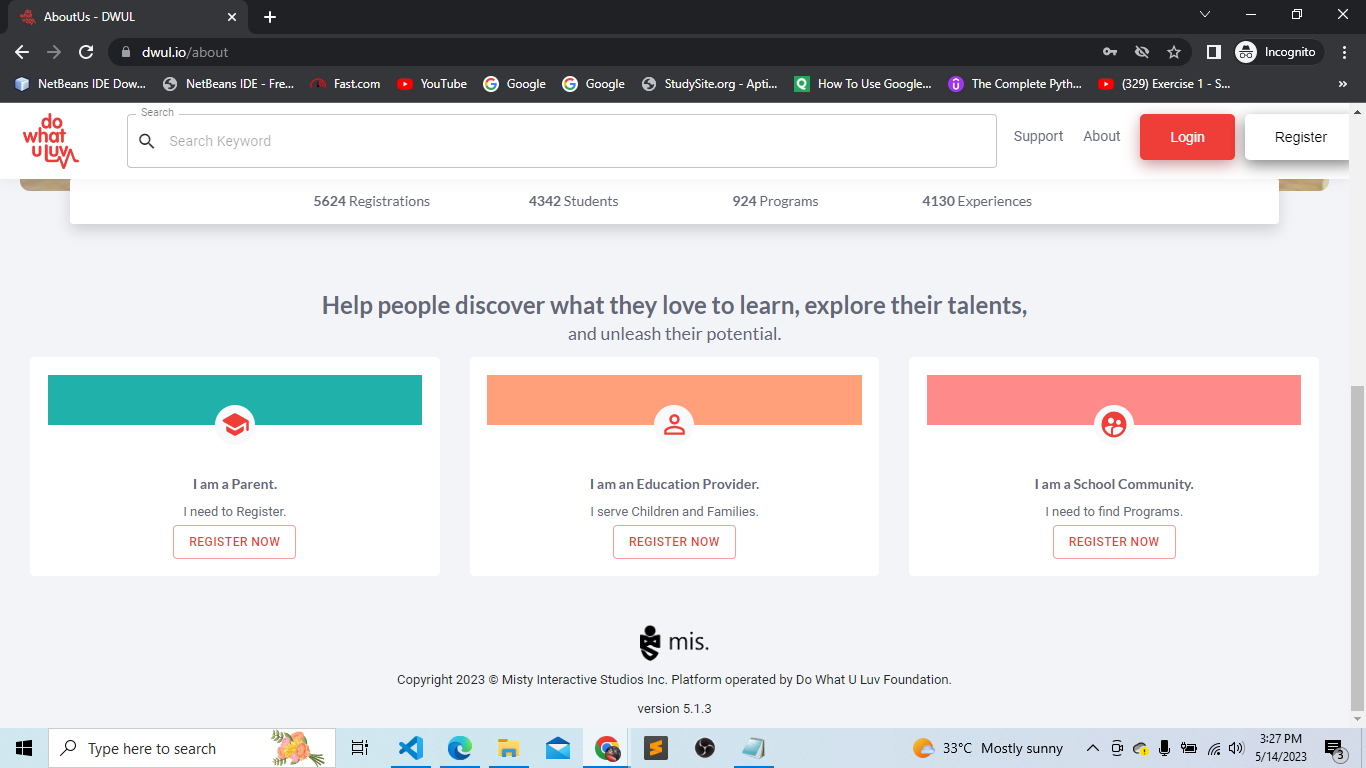 AboutUs - DWUL
dwul.io/about
Incognito
NetBeans IDE Dow...
NetBeans IDE - Fre...
Fast.com
YouTube
Google
Google
StudySite.org - Apti...
How To Use Google...
The Complete Pyth...
(329) Exercise 1 - S...
»
do
what
u luv
Search
Search Keyword
Support
About
Login
Register
5624 Registrations
4342 Students
924 Programs
4130 Experiences
Help people discover what they love to learn, explore their talents,
and unleash their potential.
I am a Parent.
I need to Register.
REGISTER NOW
I am an Education Provider.
I serve Children and Families.
REGISTER NOW
I am a School Community.
I need to find Programs.
REGISTER NOW
mis.
Copyright 2023 © Misty Interactive Studios Inc. Platform operated by Do What U Luv Foundation.
version 5.1.3
Type here to search
33°C Mostly sunny
3:27 PM
5/14/2023
3